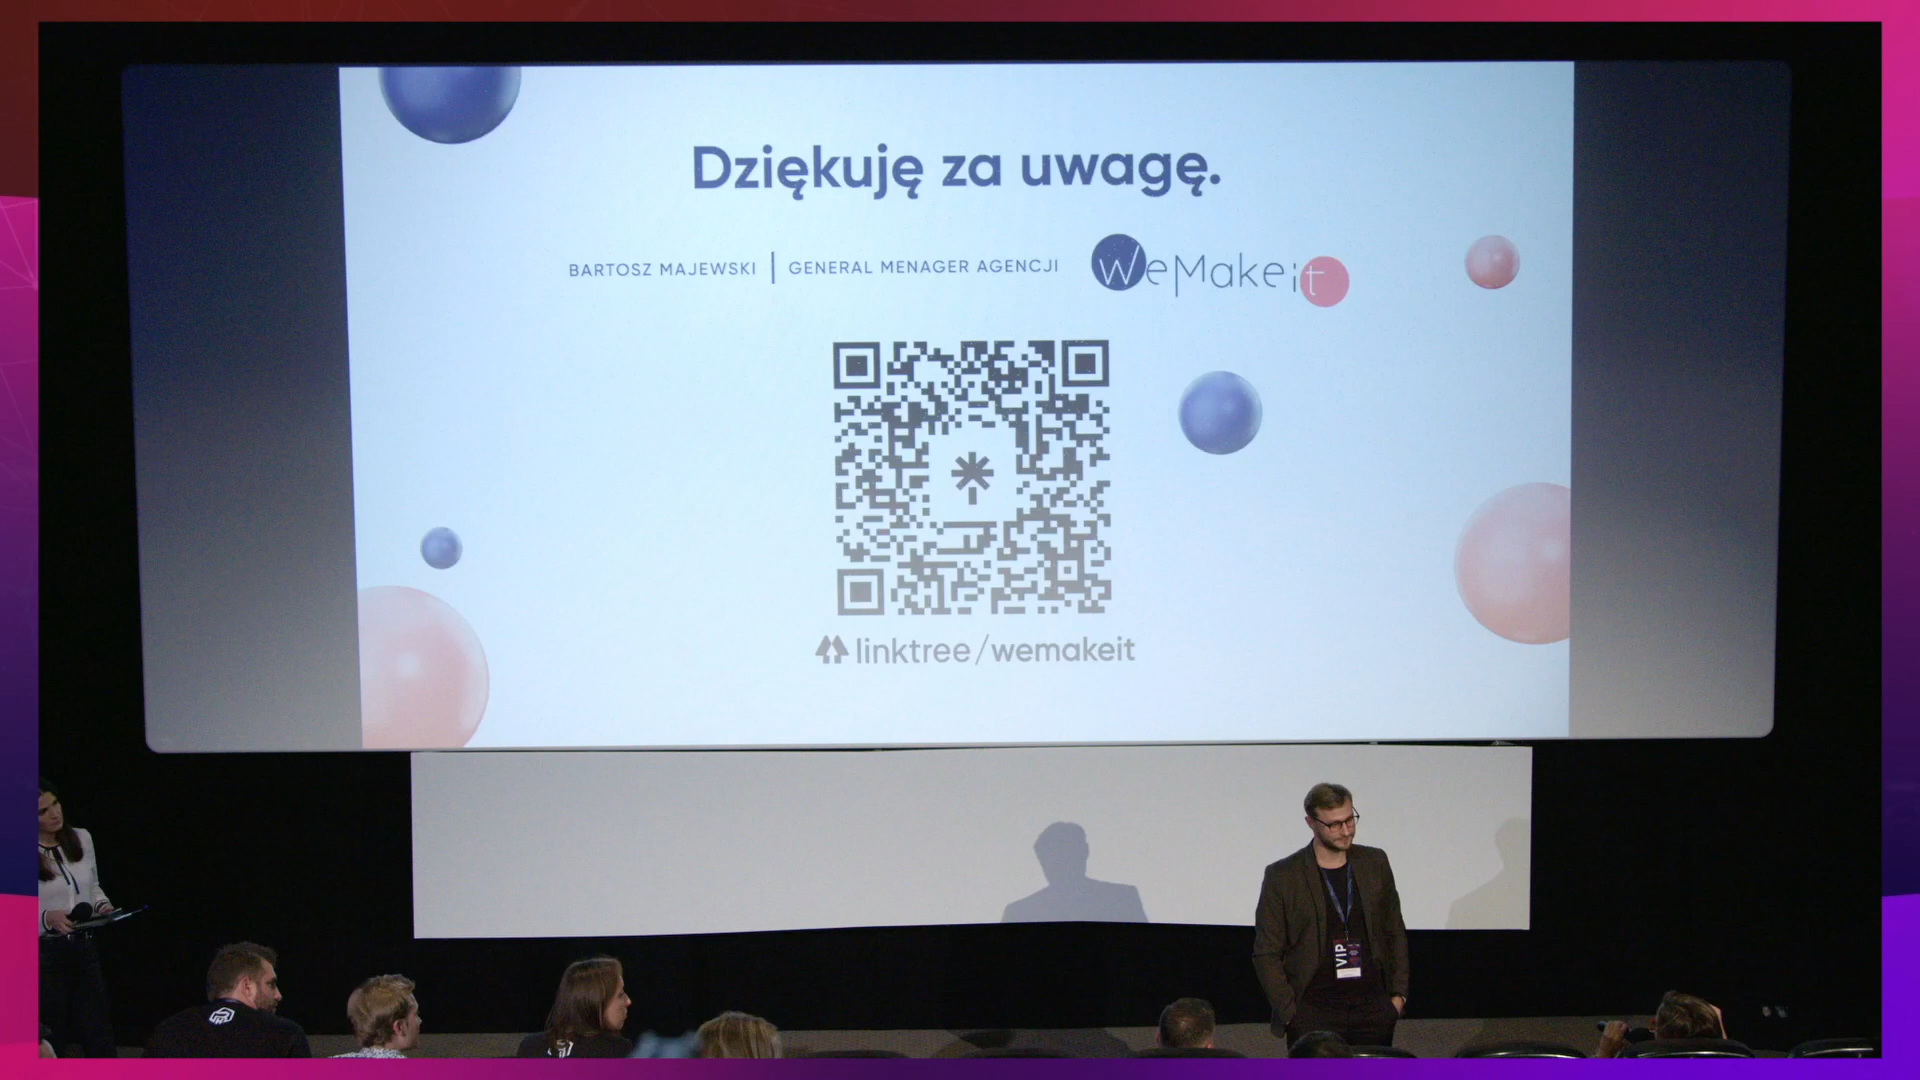 Dziękuję za uwagę.
BARTOSZ MAJEWSKI | GENERAL MENAGER AGENCJI WeMakeit
linktree/wemakeit
VIP